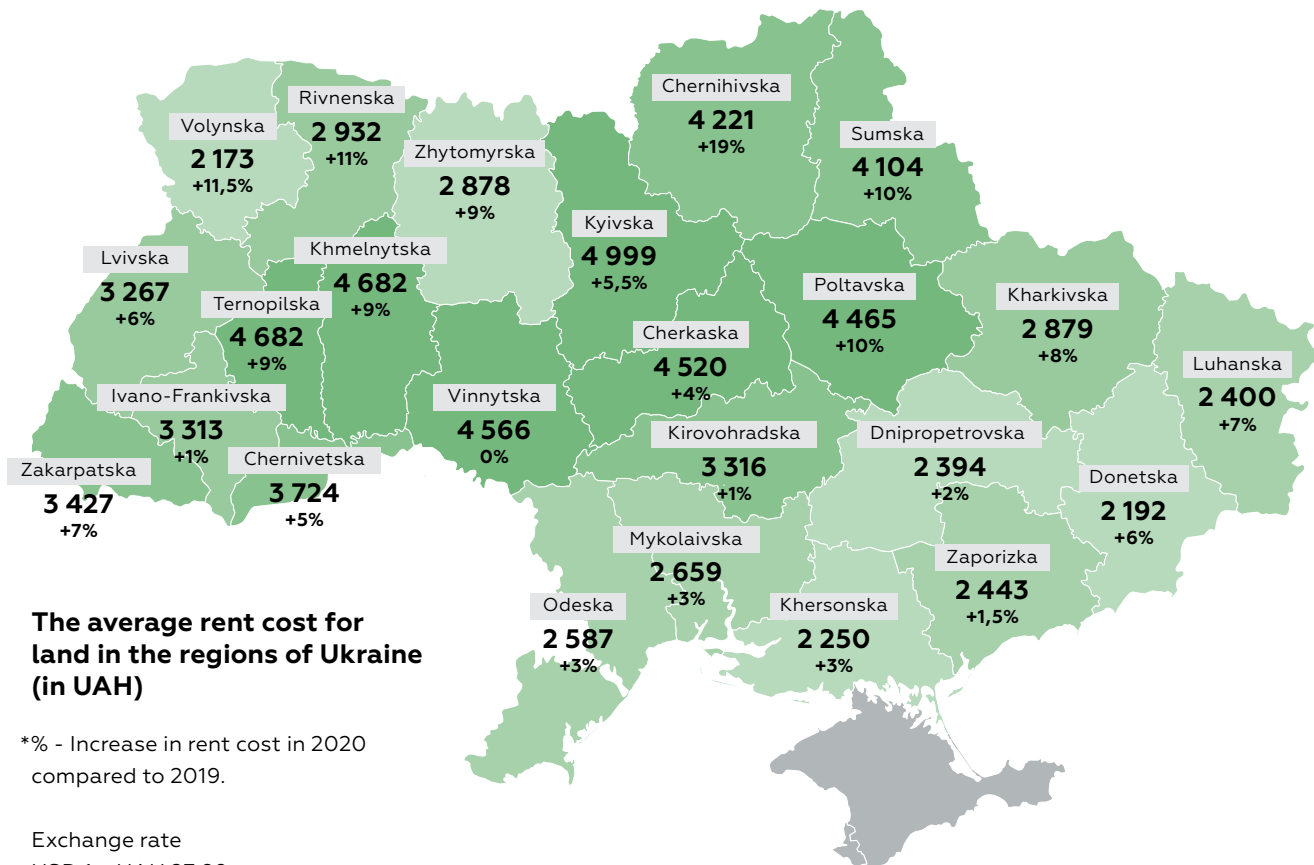 Chernihivska
4 221
+19%
Rivnenska
2 932
+11%
Volynska
2 173
+11,5%
Sumska
4 104
+10%
Zhytomyrska
2 878
+9%
Kyivska
4 999
+5,5%
Khmelnytska
4 682
+9%
Lvivska
3 267
+6%
Ternopilska
4 682
+9%
Poltavska
4 465
+10%
Kharkivska
2 879
+8%
Cherkaska
4 520
+4%
Luhanska
2 400
+7%
Ivano-Frankivska
3 313
+1%
Vinnytska
4 566
0%
Kirovohradska
3 316
+1%
Dnipropetrovska
2 394
+2%
Zakarpatska
3 427
+7%
Chernivetska
3 724
+5%
Donetska
2 192
+6%
Mykolaivska
2 659
+3%
Zaporizka
2 443
+1,5%
Odeska
2 587
+3%
Khersonska
2 250
+3%
The average rent cost for
land in the regions of Ukraine
(in UAH)
*% - Increase in rent cost in 2020
compared to 2019.
Exchange rate